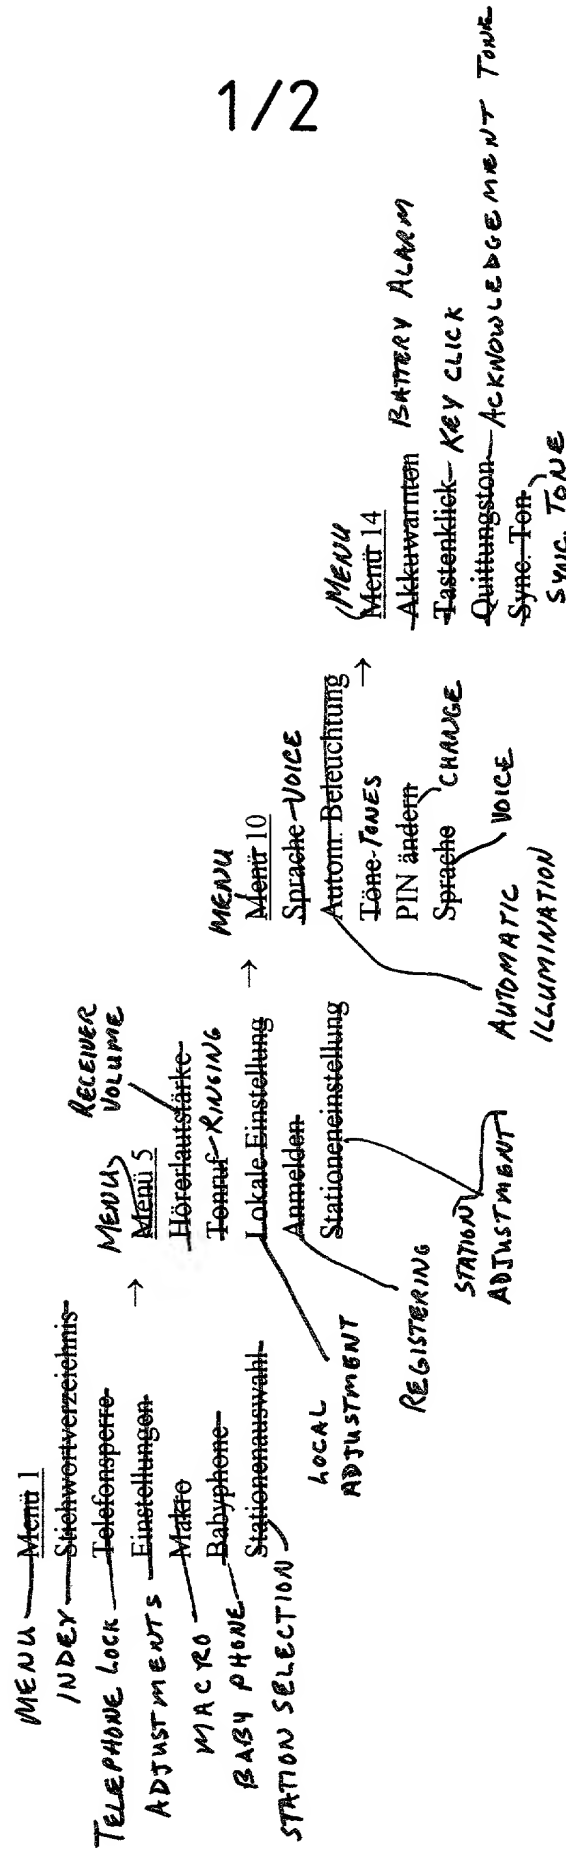 1/2
MENU Menü 1
INDEX Stichwortverzeichnis
TELEPHONE LOCK Telefonsperre
ADJUSTMENTS Einstellungen →
MACRO Makro
BABY PHONE Babyphone
STATION SELECTION Stationenauswahl
MENU
Menü 5
RECEIVER
VOLUME
Hörerlautstärke
Tonruf RINGING
Lokale Einstellung →
LOCAL
ADJUSTMENT
Anmelden
REGISTERING
Stationeneinstellung
STATION
ADJUSTMENT
MENU
Menü 10
Sprache VOICE
Autom. Beleuchtung
AUTOMATIC
ILLUMINATION
Töne TONES →
PIN ändern CHANGE
Sprache VOICE
MENU
Menü 14
Akkuwarnton BATTERY ALARM
Tastenklick KEY CLICK
Quittungston ACKNOWLEDGEMENT TONE
Sync. Ton
SYNC. TONE